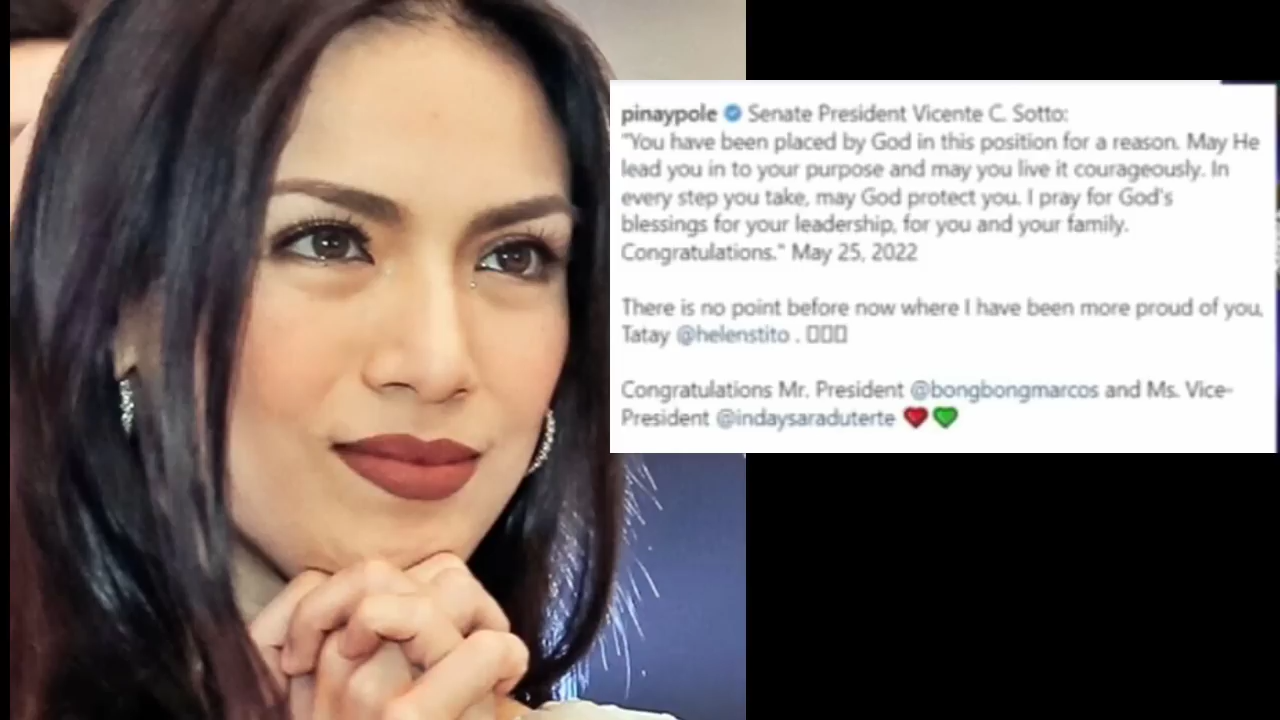 pinaypole Senate President Vicente C. Sotto:
"You have been placed by God in this position for a reason. May He
lead you in to your purpose and may you live it courageously. In
every step you take, may God protect you. I pray for God's
blessings for your leadership, for you and your family.
Congratulations." May 25, 2022
There is no point before now where I have been more proud of you,
Tatay @helenstito . ▯▯▯
Congratulations Mr. President @bongbongmarcos and Ms. Vice-
President @indaysaraduterte ❤️💚